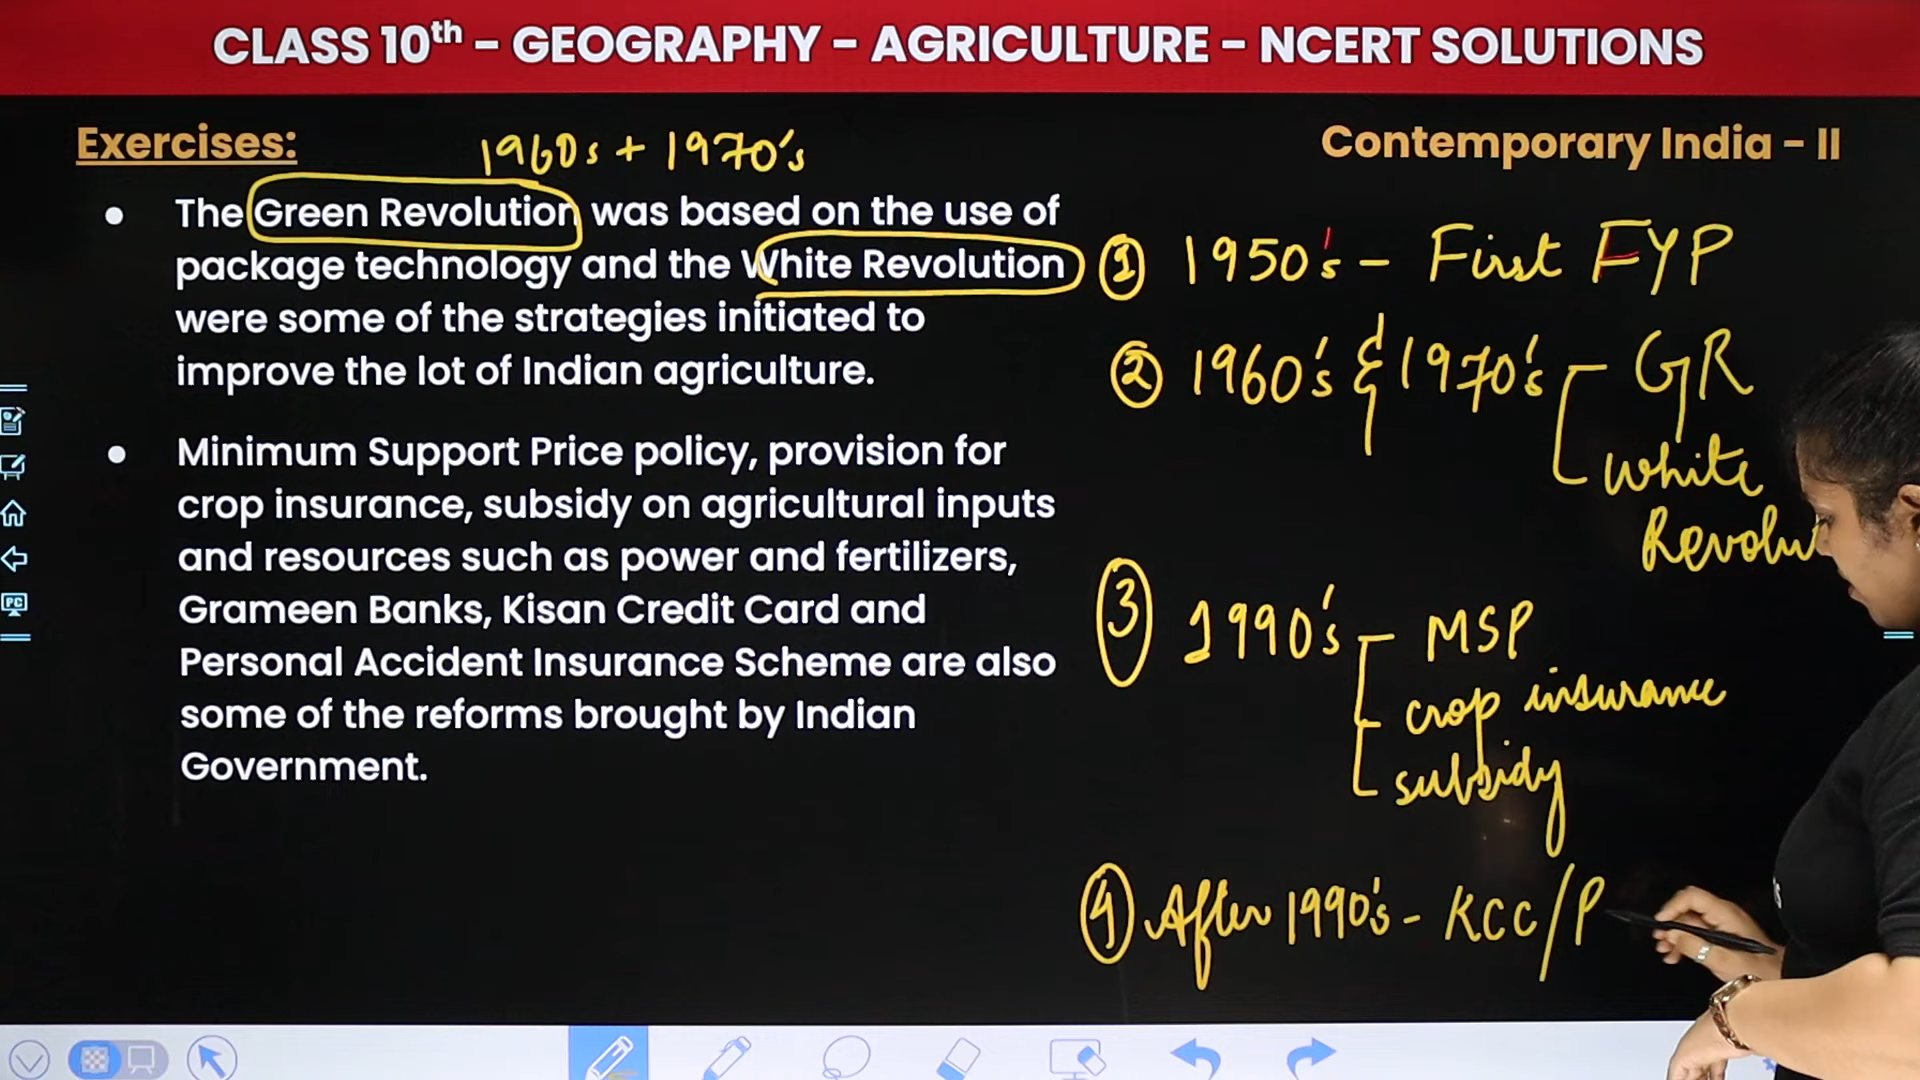 CLASS 10th – GEOGRAPHY – AGRICULTURE – NCERT SOLUTIONS
Exercises:
1960s + 1970's
Contemporary India - II
• The Green Revolution was based on the use of
package technology and the White Revolution
were some of the strategies initiated to
improve the lot of Indian agriculture.
• Minimum Support Price policy, provision for
crop insurance, subsidy on agricultural inputs
and resources such as power and fertilizers,
Grameen Banks, Kisan Credit Card and
Personal Accident Insurance Scheme are also
some of the reforms brought by Indian
Government.
① 1950's – First FYP
② 1960's & 1970's – GR
White
Revolu
③ 1990's – MSP
crop insurance
subsidy
④ After 1990's – KCC/P
PC